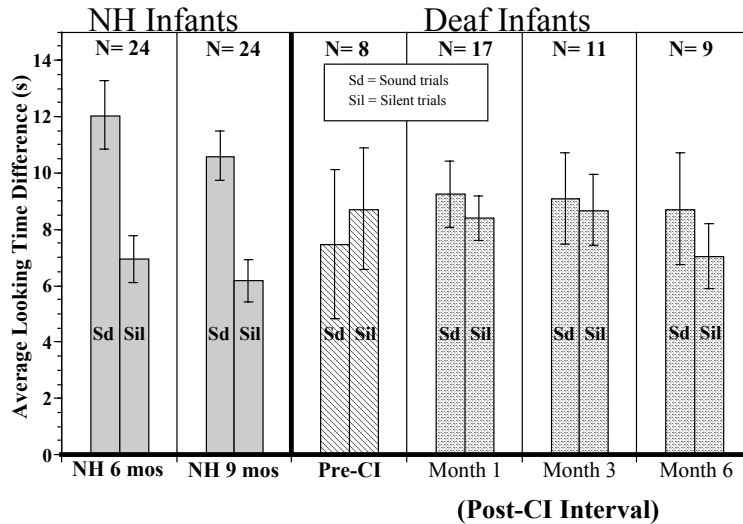 NH Infants Deaf Infants
N= 24 N= 24 N= 8 N= 17 N= 11 N= 9
Sd = Sound trials
Sil = Silent trials
Average Looking Time Difference (s)
14
12
10
8
6
4
2
0
Sd Sil Sd Sil Sd Sil Sd Sil Sd Sil Sd Sil
NH 6 mos NH 9 mos Pre-CI Month 1 Month 3 Month 6
(Post-CI Interval)